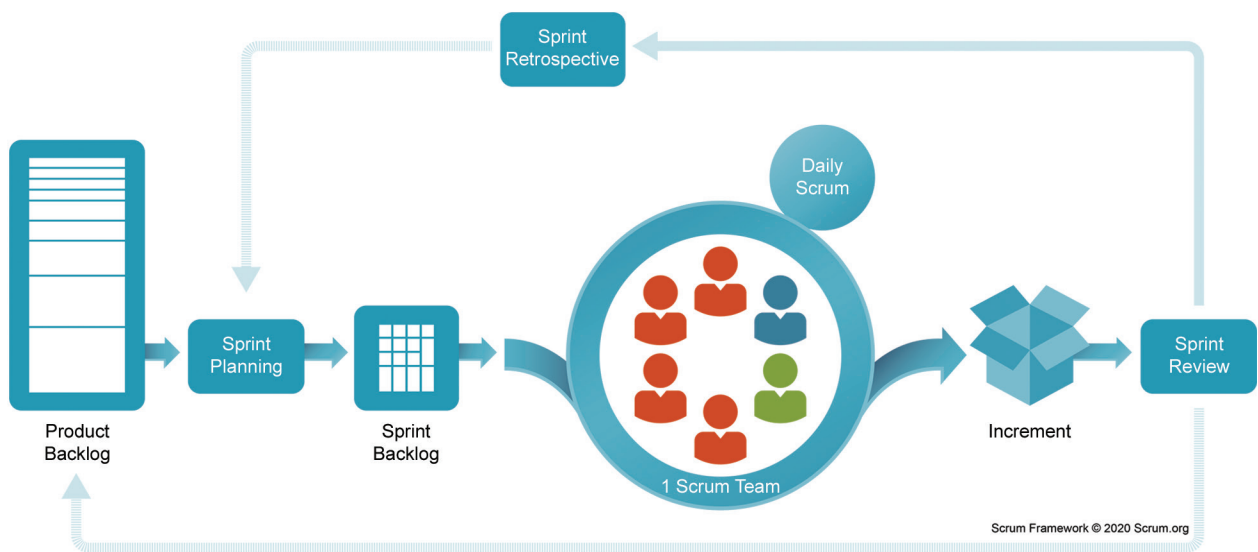 Sprint
Retrospective
Daily
Scrum
Sprint
Planning
Sprint
Review
Product
Backlog
Sprint
Backlog
1 Scrum Team
Increment
Scrum Framework © 2020 Scrum.org